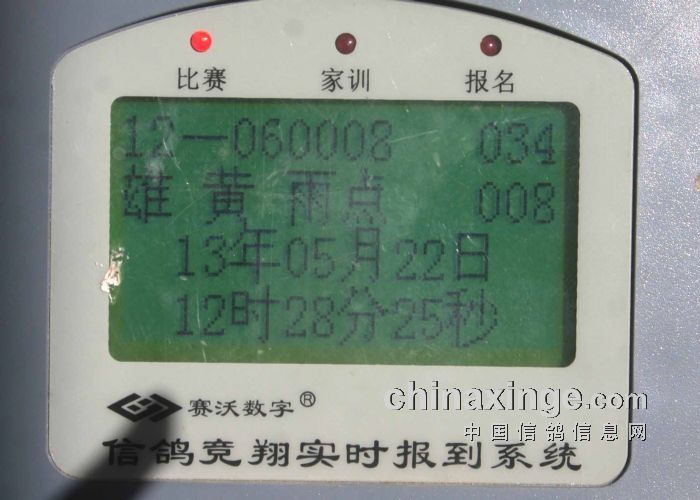 比赛 家训 报名
12—060008 034
雄 黄 雨点 008
13年05月22日
12时28分25秒
赛沃数字®
chinaxinge.com
中国信鸽信息网
信鸽竞翔实时报到系统